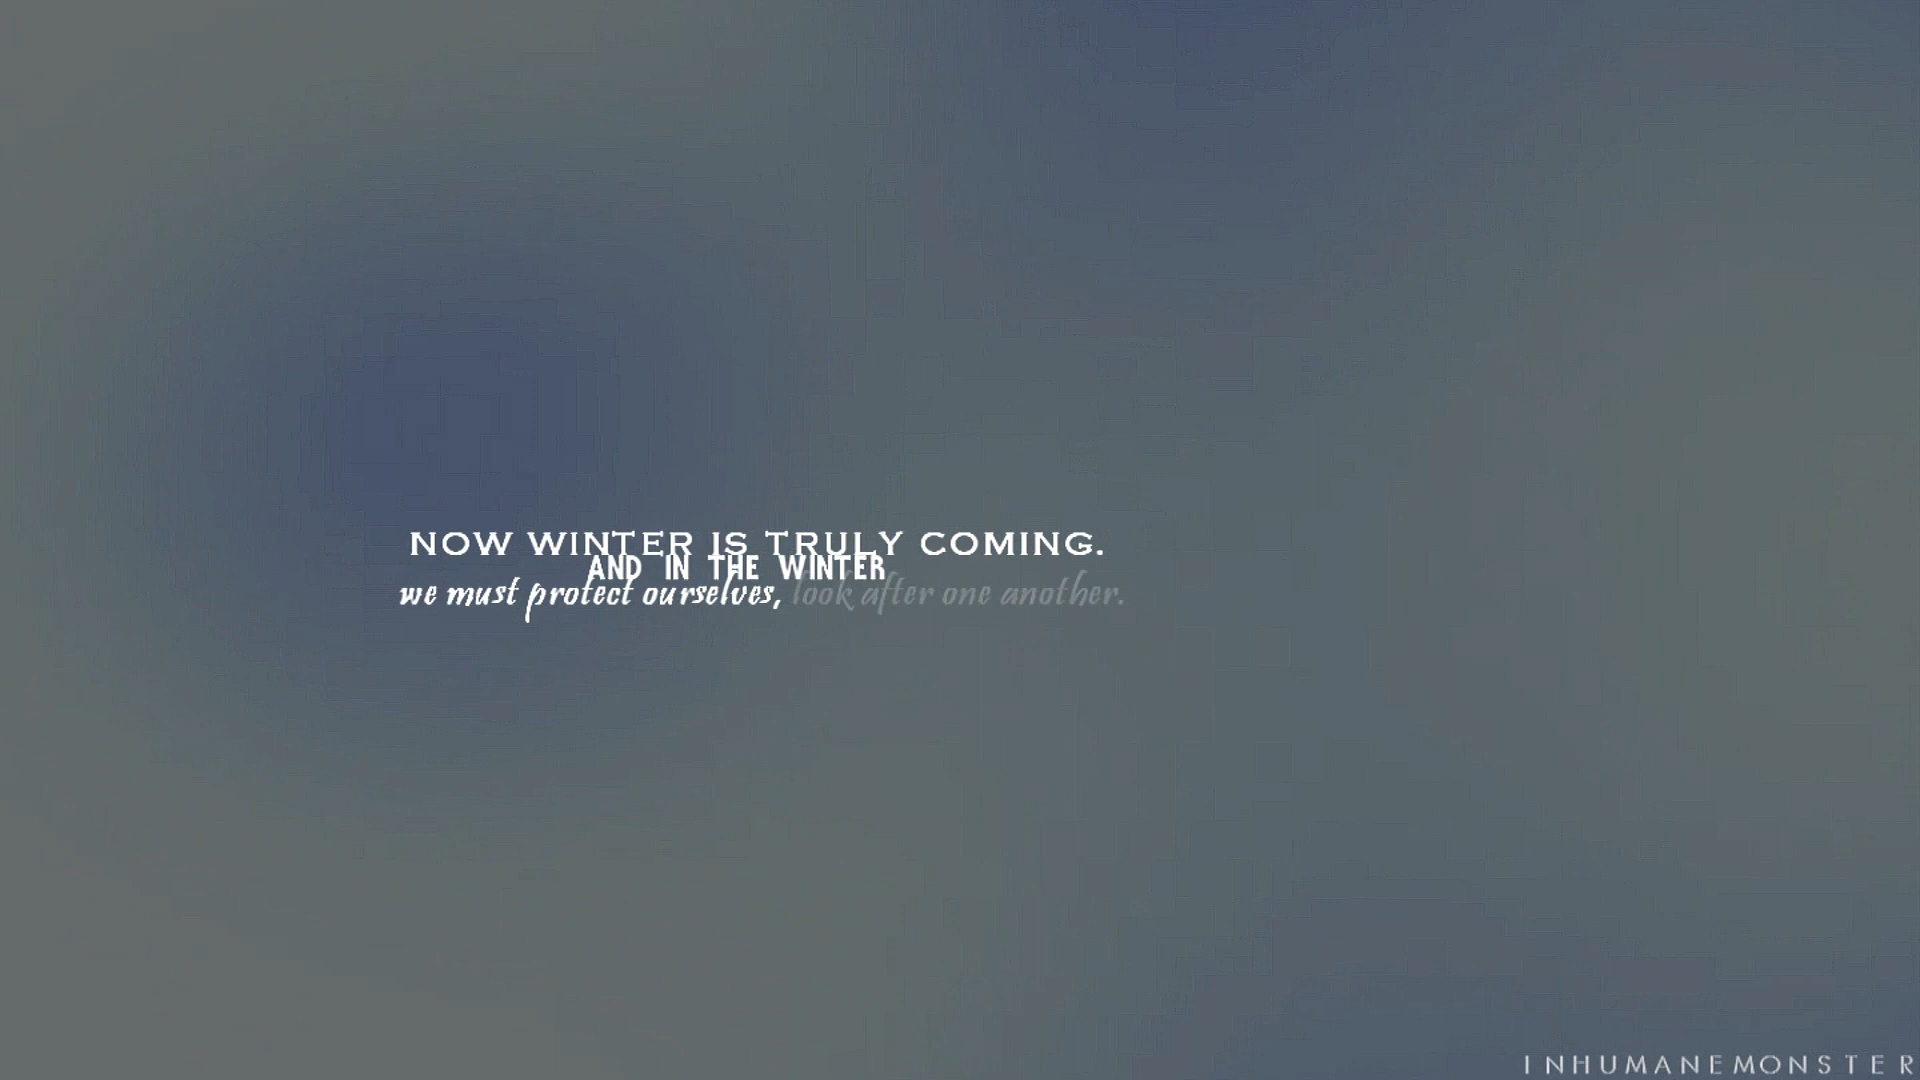 NOW WINTER IS TRULY COMING.
AND IN THE WINTER
we must protect ourselves, look after one another.
INHUMANEMONSTER